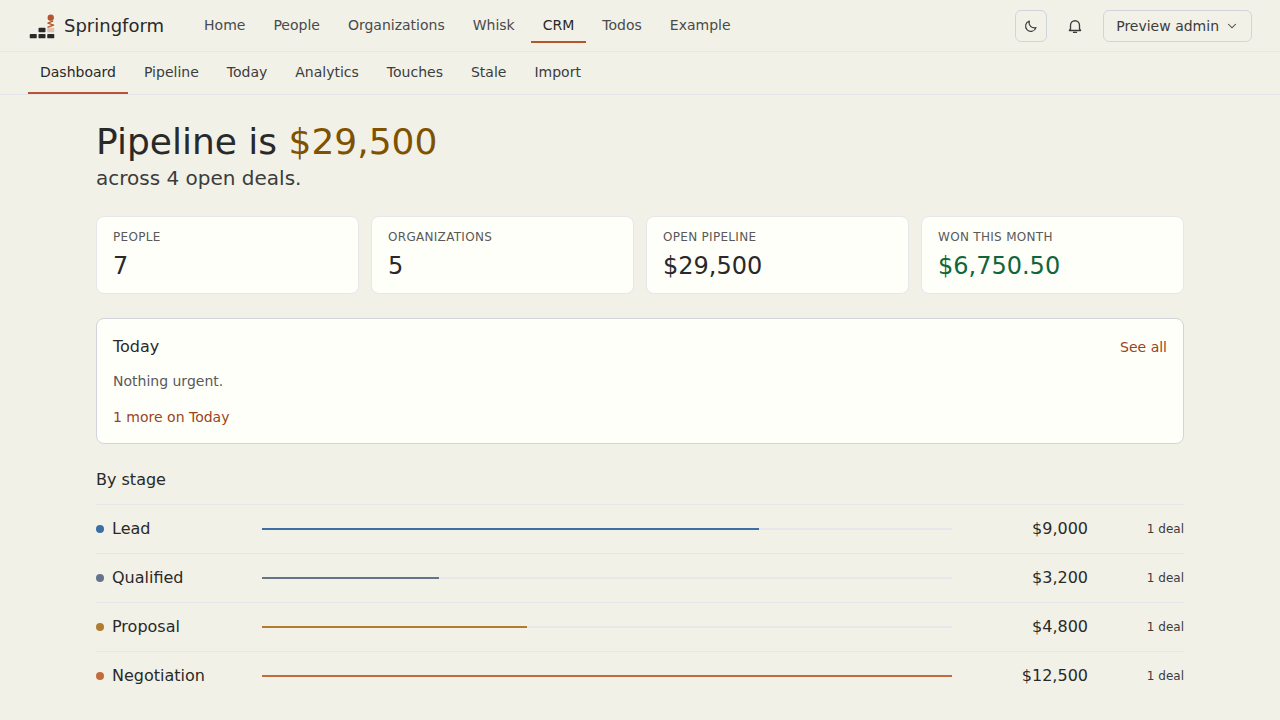 Springform Home People Organizations Whisk CRM Todos Example Preview admin
Dashboard Pipeline Today Analytics Touches Stale Import
Pipeline is $29,500
across 4 open deals.
PEOPLE ORGANIZATIONS OPEN PIPELINE WON THIS MONTH
7 5 $29,500 $6,750.50
Today See all
Nothing urgent.
1 more on Today
By stage
Lead $9,000 1 deal
Qualified $3,200 1 deal
Proposal $4,800 1 deal
Negotiation $12,500 1 deal